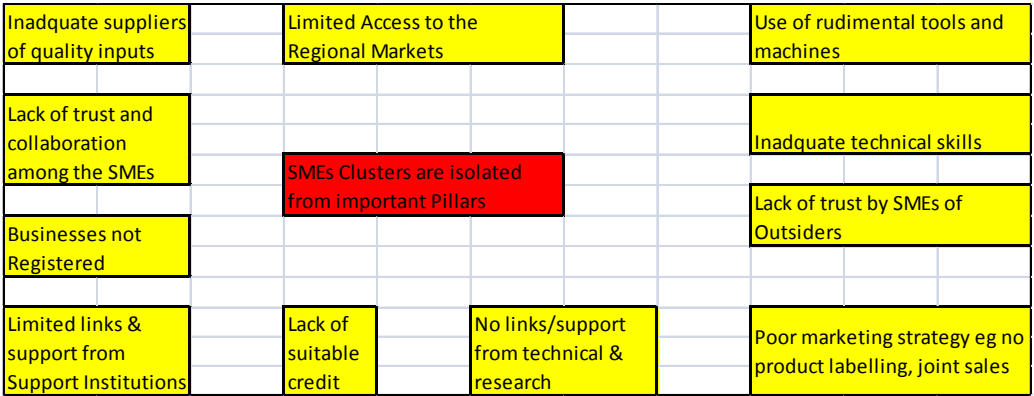 Inadquate suppliers
of quality inputs
Limited Access to the
Regional Markets
Use of rudimental tools and
machines
Lack of trust and
collaboration
among the SMEs
Inadquate technical skills
SMEs Clusters are isolated
from important Pillars
Lack of trust by SMEs of
Outsiders
Businesses not
Registered
Limited links &
support from
Support Institutions
Lack of
suitable
credit
No links/support
from technical &
research
Poor marketing strategy eg no
product labelling, joint sales